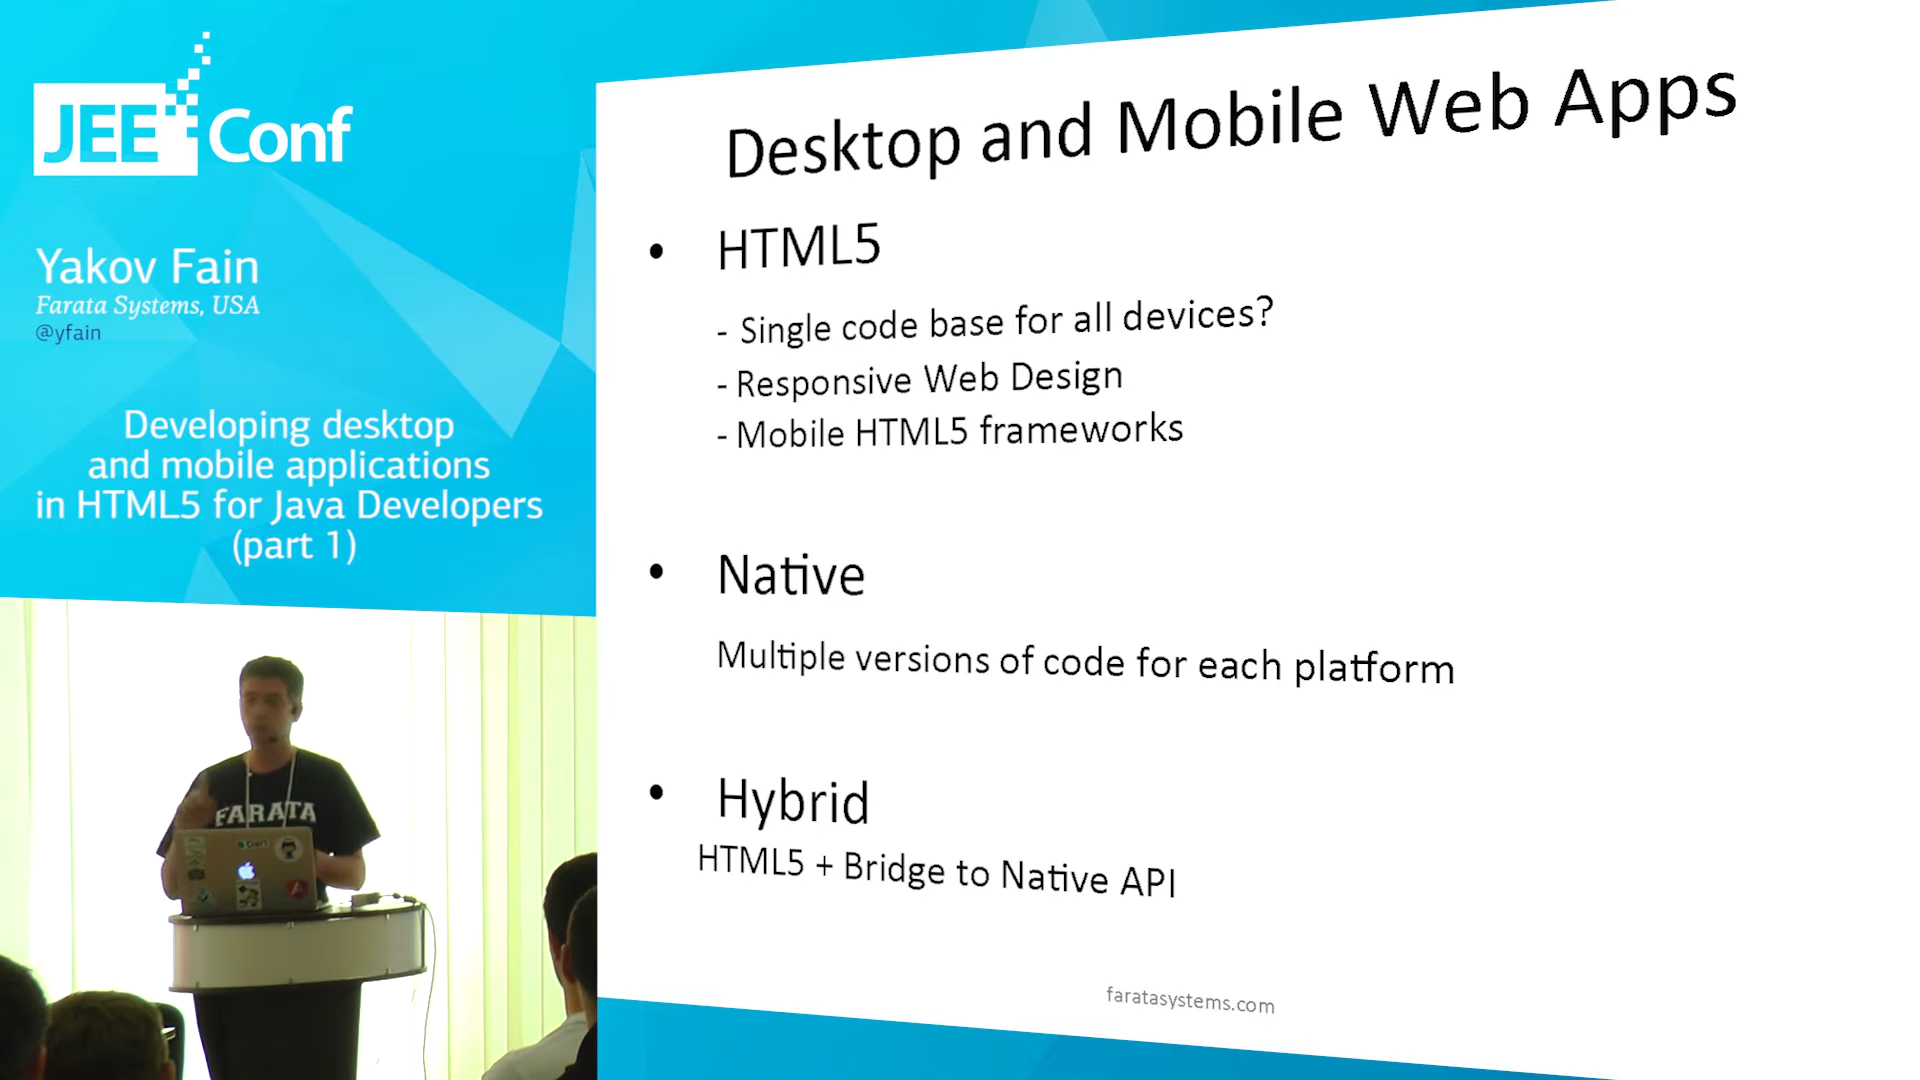 JEE Conf
Yakov Fain
Farata Systems, USA
@yfain
Developing desktop
and mobile applications
in HTML5 for Java Developers
(part 1)
Desktop and Mobile Web Apps
• HTML5
- Single code base for all devices?
- Responsive Web Design
- Mobile HTML5 frameworks
• Native
Multiple versions of code for each platform
• Hybrid
HTML5 + Bridge to Native API
faratasystems.com
FARATA
Dart